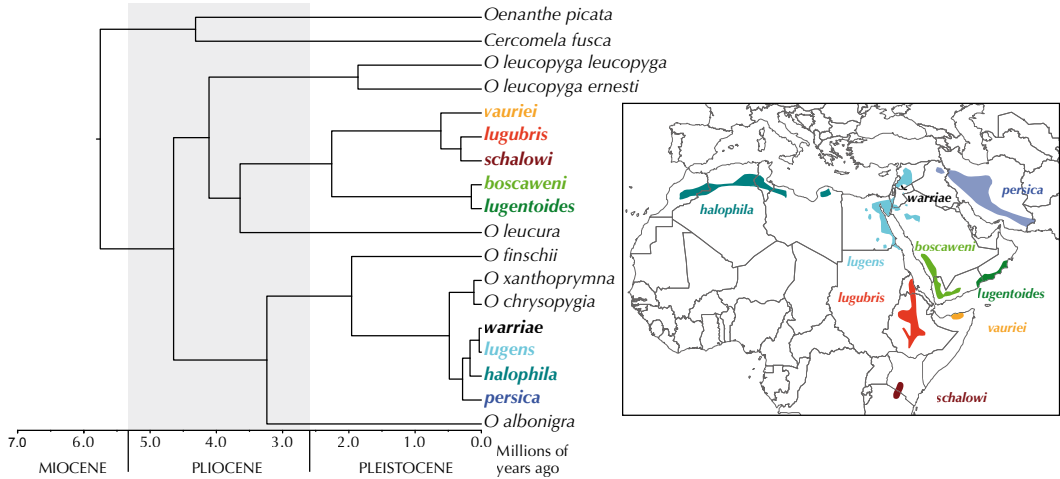 Oenanthe picata
Cercomela fusca
O leucopyga leucopyga
O leucopyga ernesti
vauriei
lugubris
schalowi
boscaweni
lugentoides
O leucura
O finschii
O xanthoprymna
O chrysopygia
warriae
lugens
halophila
persica
O albonigra
7.0 6.0 5.0 4.0 3.0 2.0 1.0 0.0
Millions of
years ago
MIOCENE PLIOCENE PLEISTOCENE
persica
warriae
halophila
boscaweni
lugens
lugentoides
lugubris
vauriei
schalowi